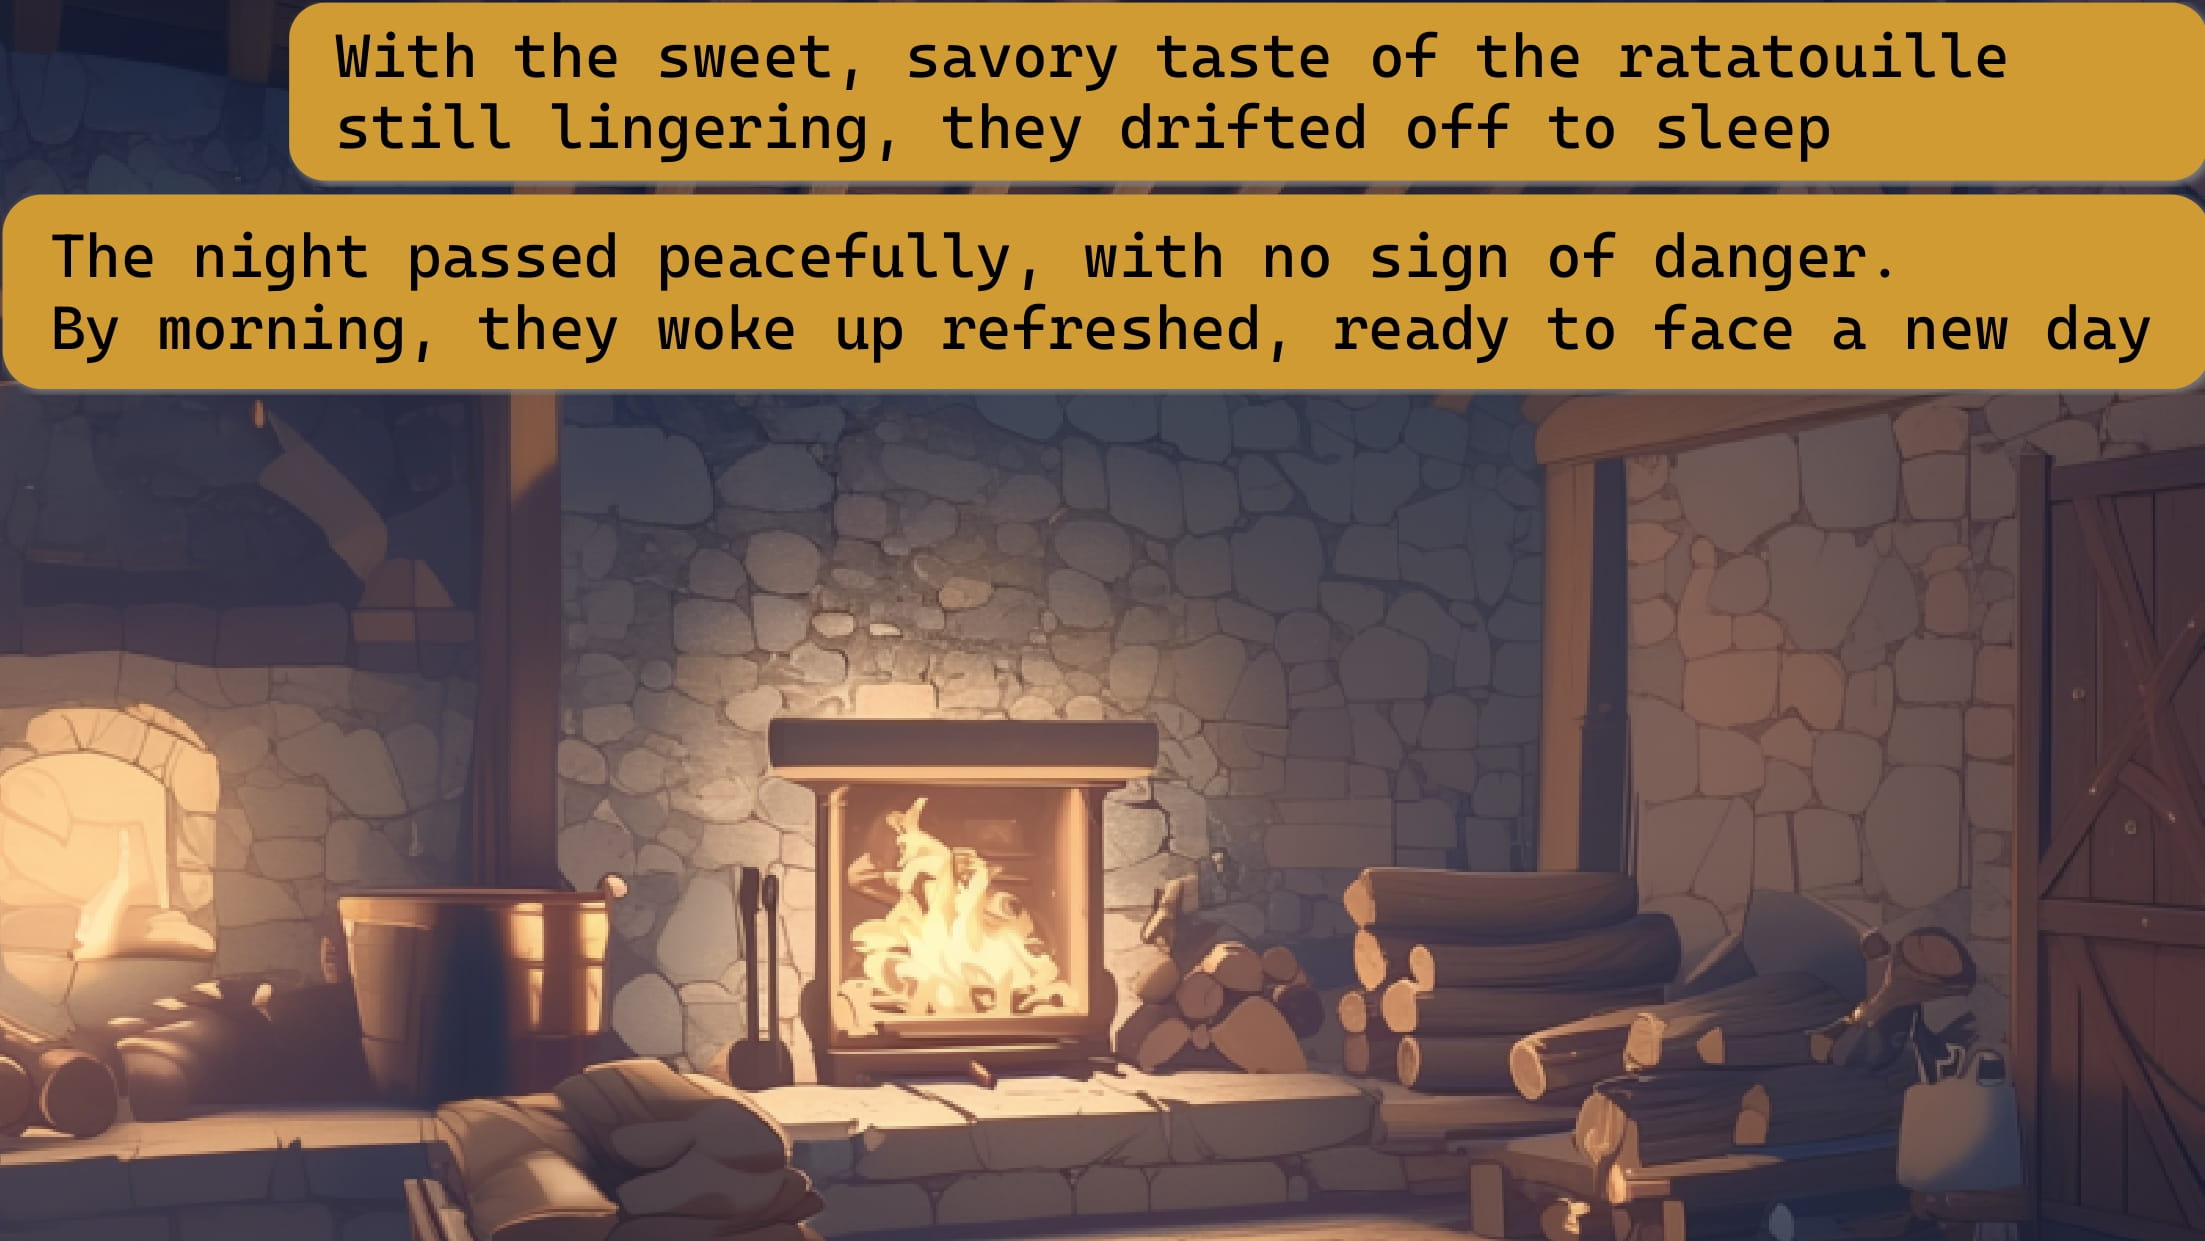 With the sweet, savory taste of the ratatouille
still lingering, they drifted off to sleep
The night passed peacefully, with no sign of danger.
By morning, they woke up refreshed, ready to face a new day